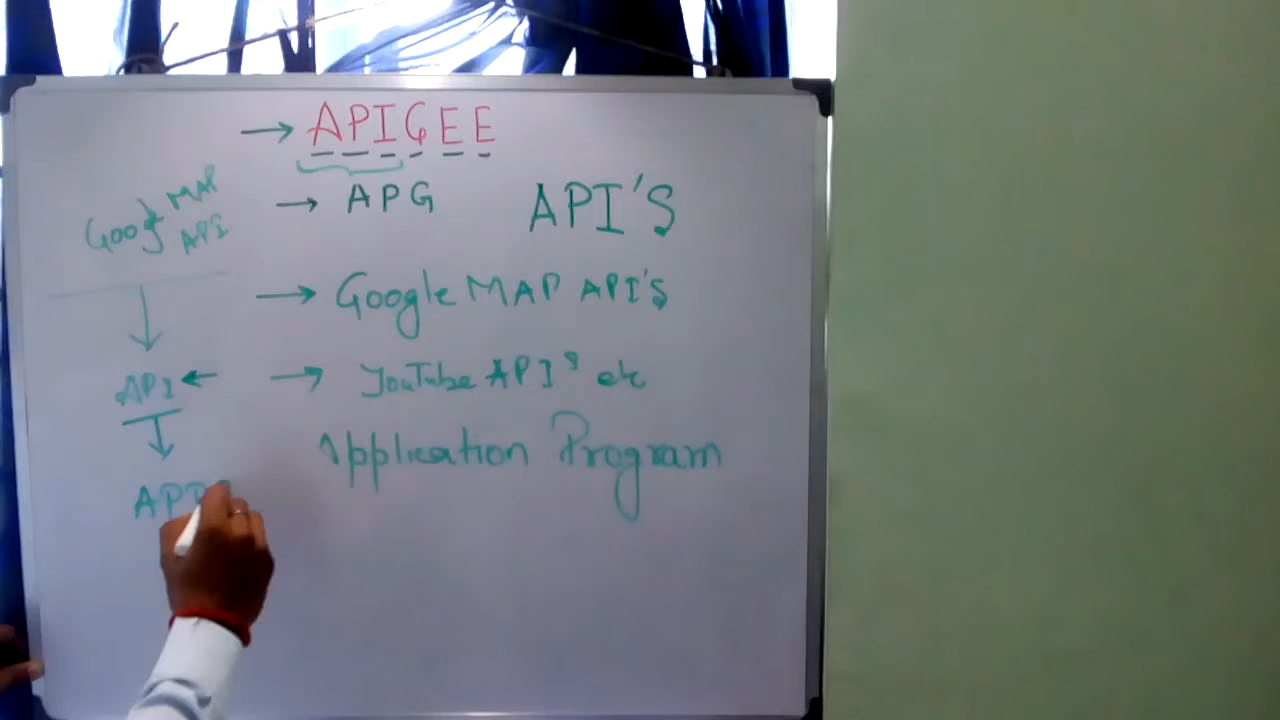 → APIGEE
→ APG
API'S
Google MAP API
→ Google MAP API'S
API ←
→ YouTube API's etc
Application Program